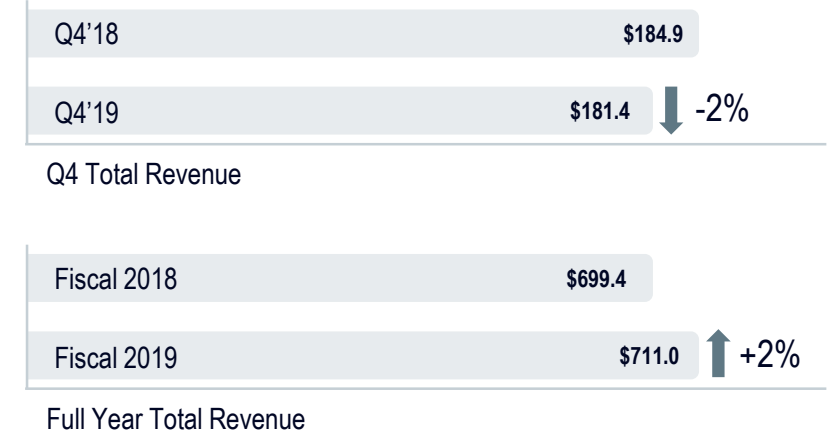 Q4’18 $184.9
Q4’19 $181.4 -2%
Q4 Total Revenue
Fiscal 2018 $699.4
Fiscal 2019 $711.0 +2%
Full Year Total Revenue